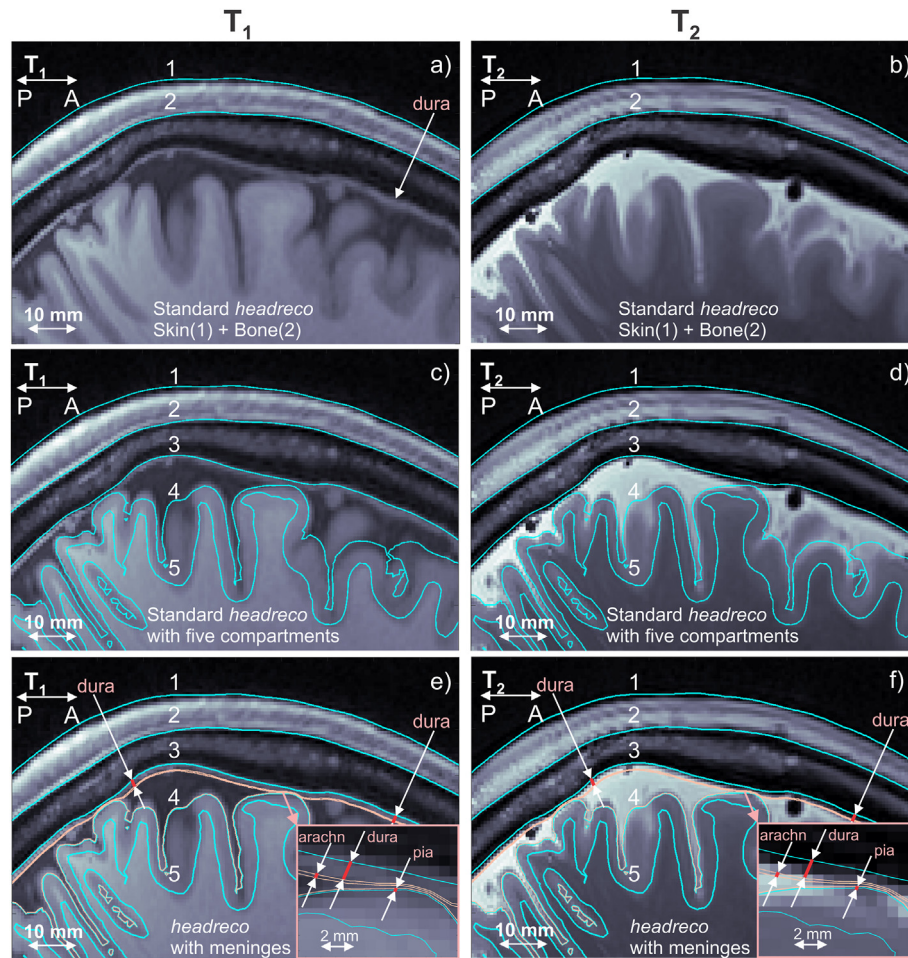 T1
T2
T1
P A
1
2
a)
dura
10 mm
Standard headreco
Skin(1) + Bone(2)
T2
P A
1
2
b)
10 mm
Standard headreco
Skin(1) + Bone(2)
T1
P A
1
2
3
4
5
c)
10 mm
Standard headreco
with five compartments
T2
P A
1
2
3
4
5
d)
10 mm
Standard headreco
with five compartments
T1
P A
dura
1
2
3
4
5
e)
dura
arachn
dura
pia
2 mm
10 mm
headreco
with meninges
T2
P A
dura
1
2
3
4
5
f)
dura
arachn
dura
pia
2 mm
10 mm
headreco
with meninges